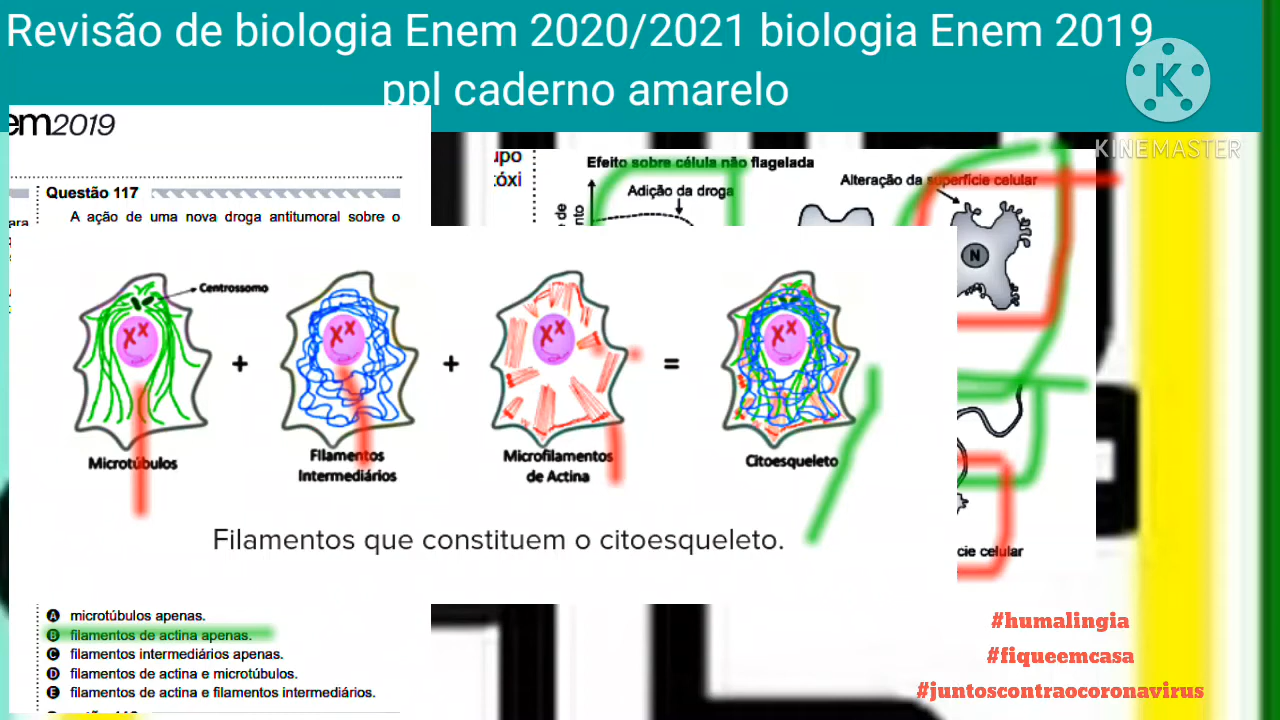 Revisão de biologia Enem 2020/2021 biologia Enem 2019
ppl caderno amarelo
K
KINEMASTER
em2019
Questão 117
A ação de uma nova droga antitumoral sobre o
Efeito sobre célula não flagelada
Adição da droga
Alteração da superfície celular
N
Centrossomo
+
+
=
Microtúbulos
Filamentos
Intermediários
Microfilamentos
de Actina
Citoesqueleto
Filamentos que constituem o citoesqueleto.
A microtúbulos apenas.
B filamentos de actina apenas.
C filamentos intermediários apenas.
D filamentos de actina e microtúbulos.
E filamentos de actina e filamentos intermediários.
cie celular
#humalingia
#fiqueemcasa
#juntoscontraocoronavirus